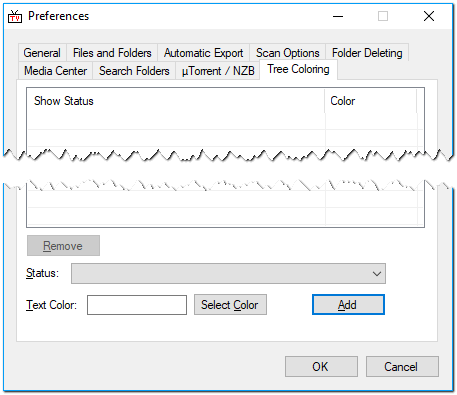 TV Preferences
General Files and Folders Automatic Export Scan Options Folder Deleting
Media Center Search Folders µTorrent / NZB Tree Coloring
Show Status Color
Remove
Status:
Text Color: Select Color Add
OK Cancel